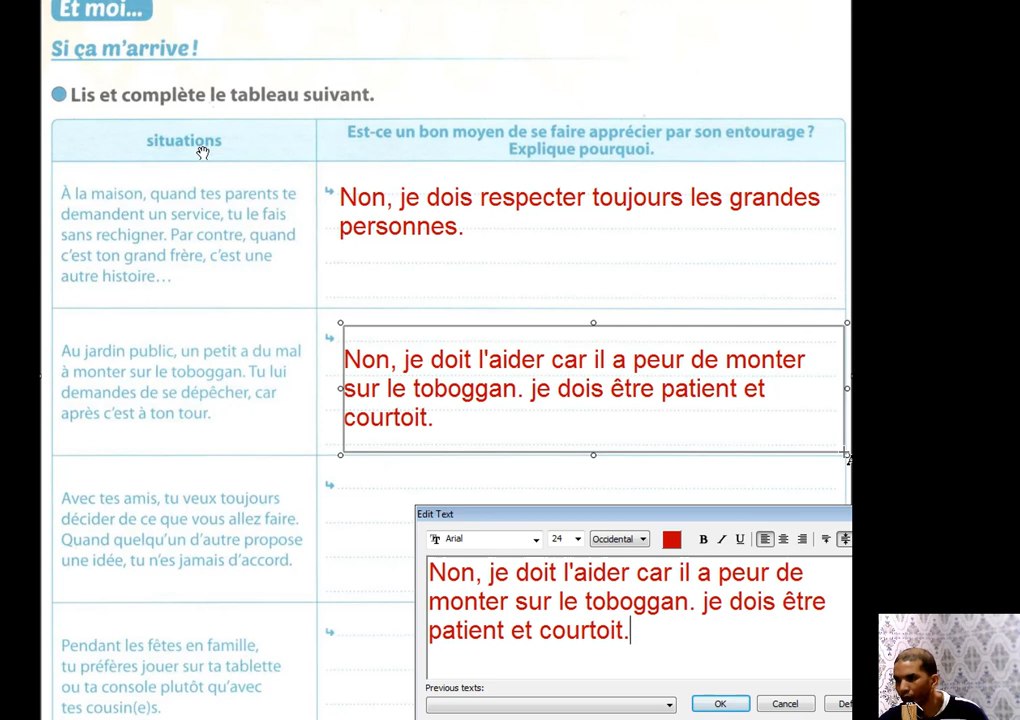 Et moi...
Si ça m'arrive !
Lis et complète le tableau suivant.
situations
Est-ce un bon moyen de se faire apprécier par son entourage ?
Explique pourquoi.
À la maison, quand tes parents te
demandent un service, tu le fais
sans rechigner. Par contre, quand
c'est ton grand frère, c'est une
autre histoire...
Non, je dois respecter toujours les grandes
personnes.
Au jardin public, un petit a du mal
à monter sur le toboggan. Tu lui
demandes de se dépêcher, car
après c'est à ton tour.
Non, je doit l'aider car il a peur de monter
sur le toboggan. je dois être patient et
courtoit.
Avec tes amis, tu veux toujours
décider de ce que vous allez faire.
Quand quelqu'un d'autre propose
une idée, tu n'es jamais d'accord.
Pendant les fêtes en famille,
tu préfères jouer sur ta tablette
ou ta console plutôt qu'avec
tes cousin(e)s.
Edit Text
Arial
24
Occidental
B I U
Non, je doit l'aider car il a peur de
monter sur le toboggan. je dois être
patient et courtoit.
Previous texts:
OK
Cancel
Def